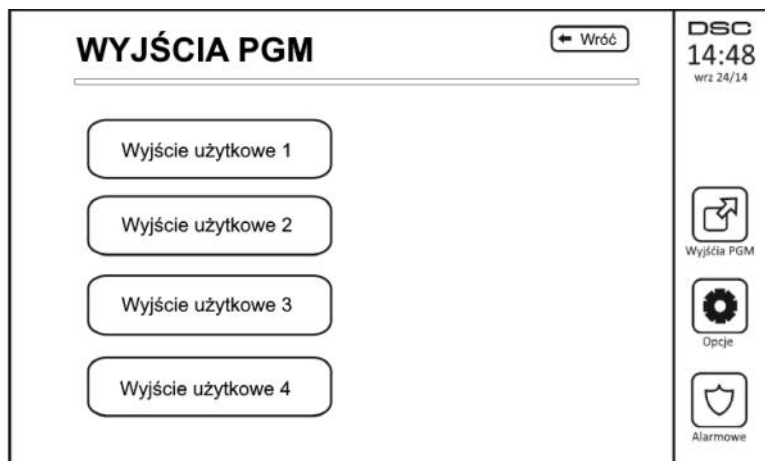 WYJŚCIA PGM
← Wróć
Wyjście użytkowe 1
Wyjście użytkowe 2
Wyjście użytkowe 3
Wyjście użytkowe 4
DSC
14:48
wrz 24/14
Wyjśćia PGM
Opcje
Alarmowe